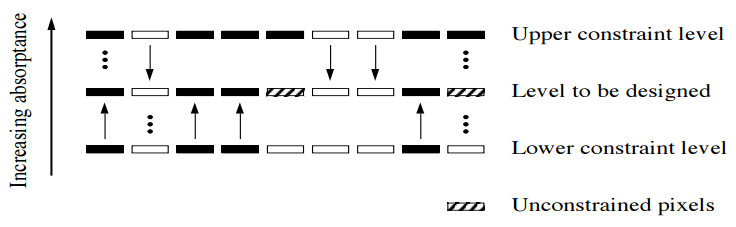 Increasing absorptance
Upper constraint level
Level to be designed
Lower constraint level
Unconstrained pixels